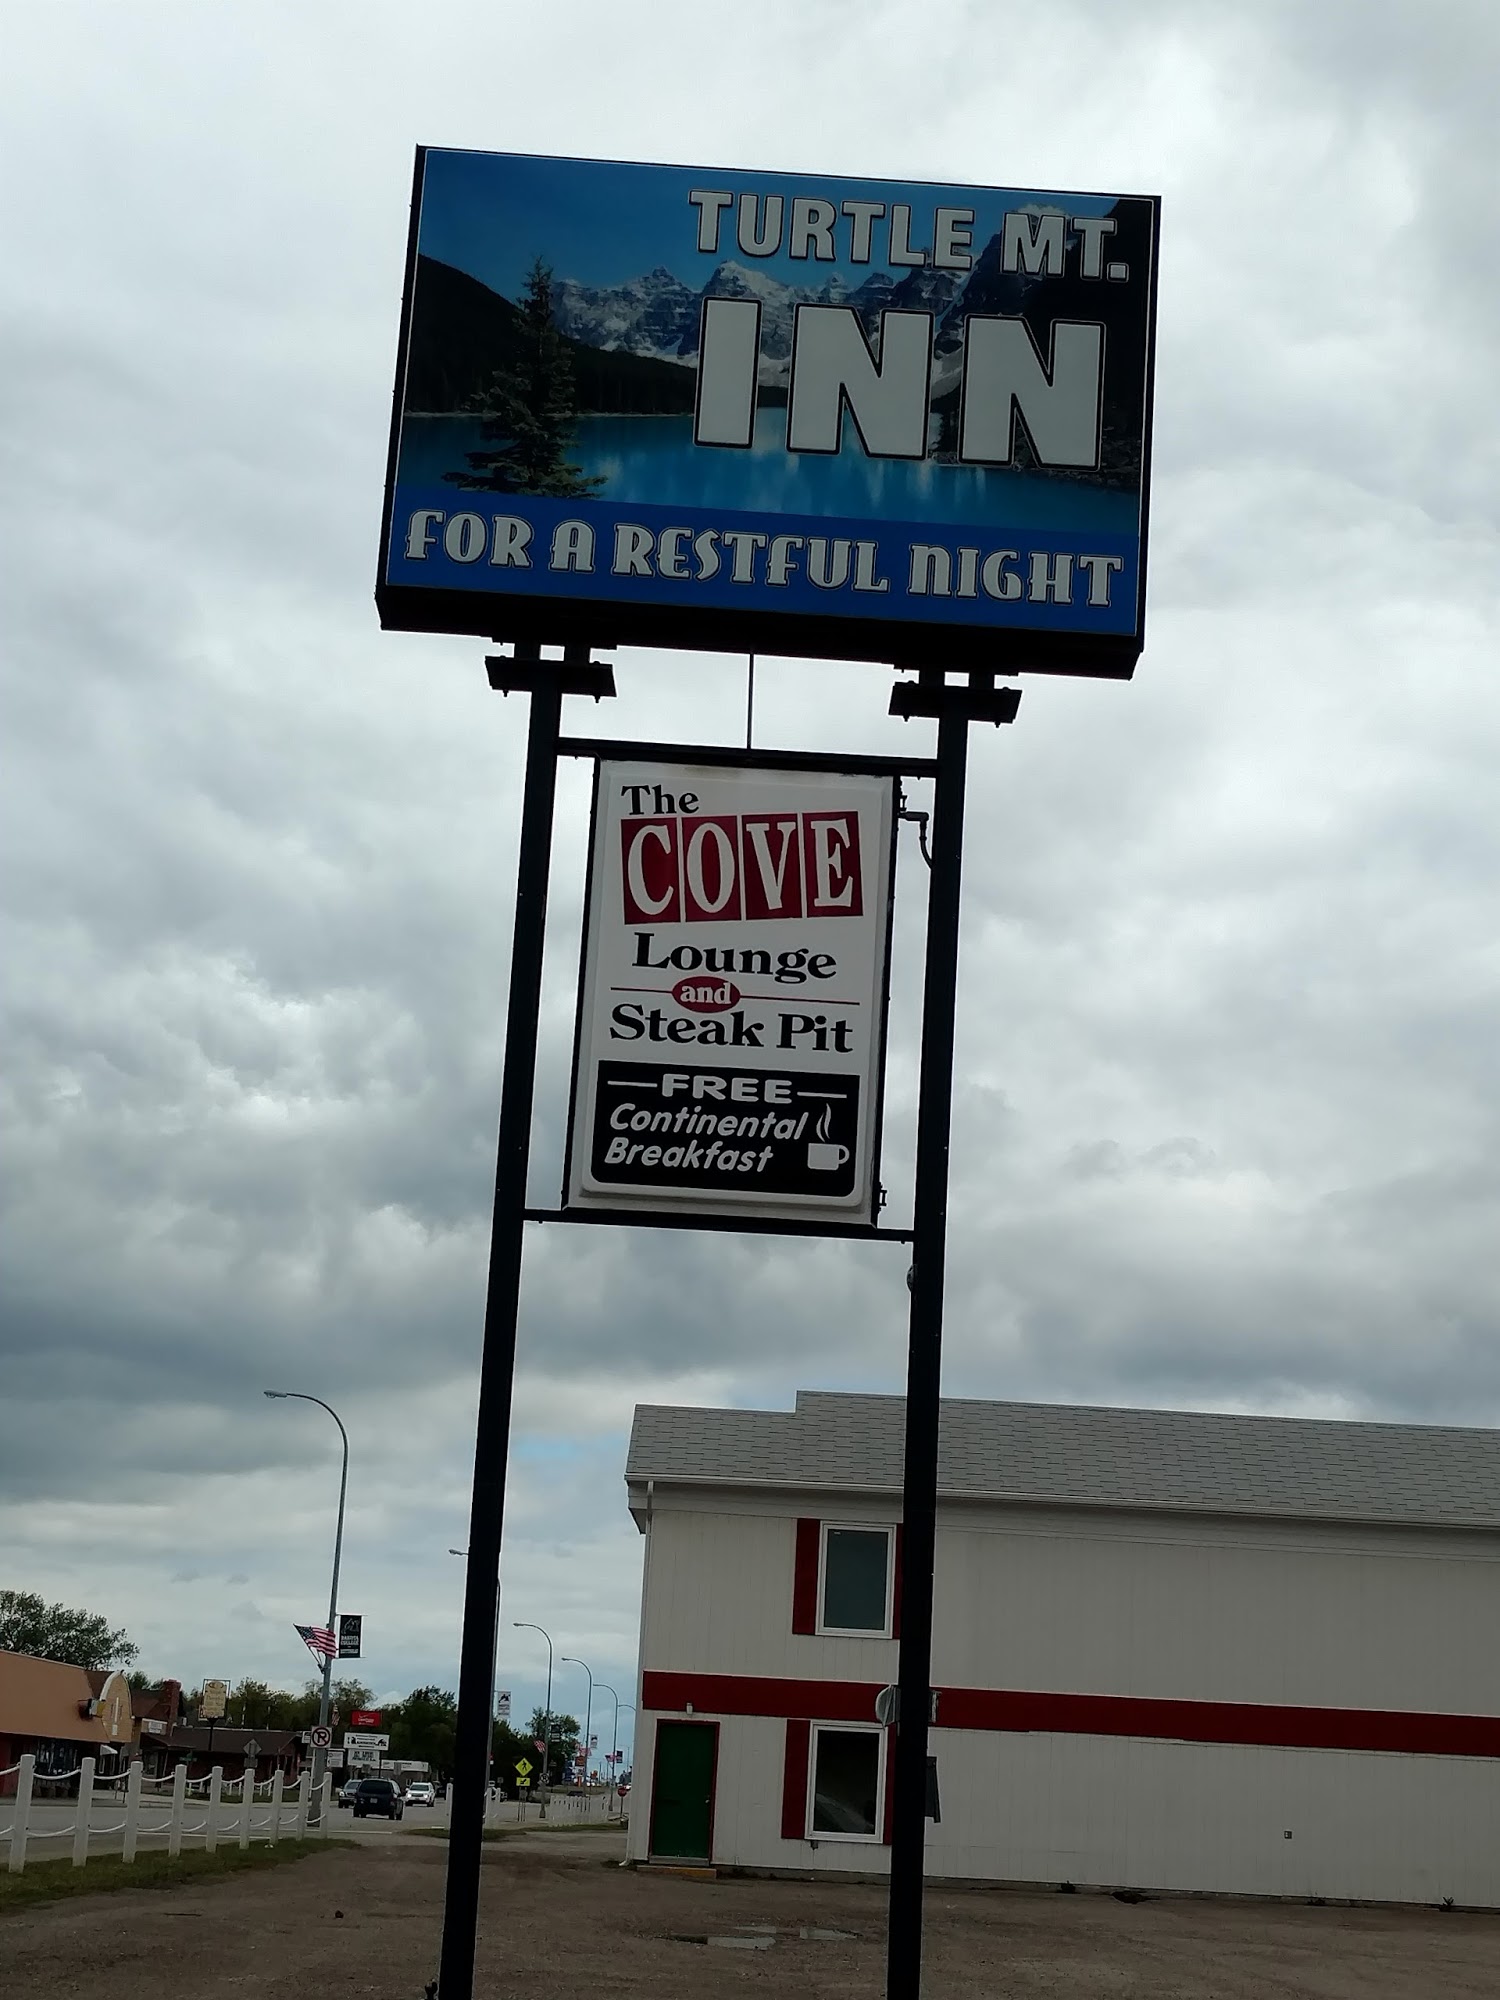 TURTLE MT.
INN
FOR A RESTFUL NIGHT
The
COVE
Lounge
and
Steak Pit
FREE
Continental
Breakfast